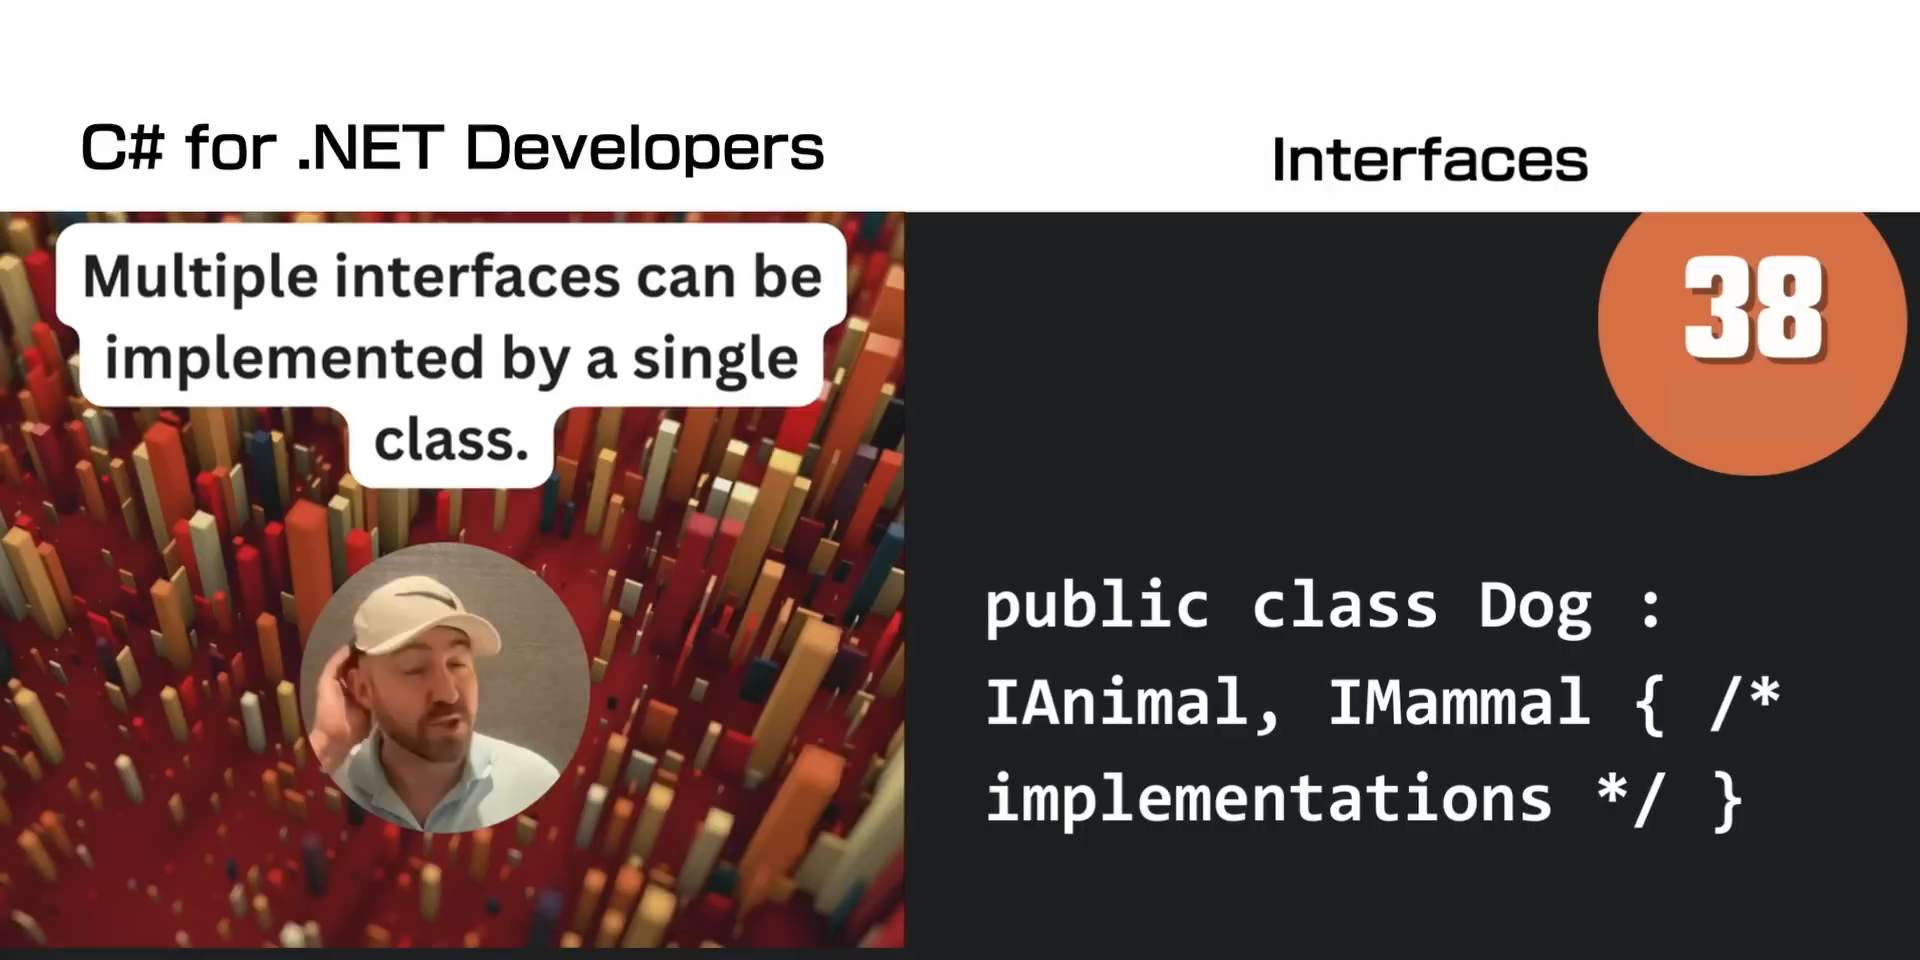 C# for .NET Developers
Interfaces
Multiple interfaces can be
implemented by a single
class.
38
public class Dog :
IAnimal, IMammal { /*
implementations */ }